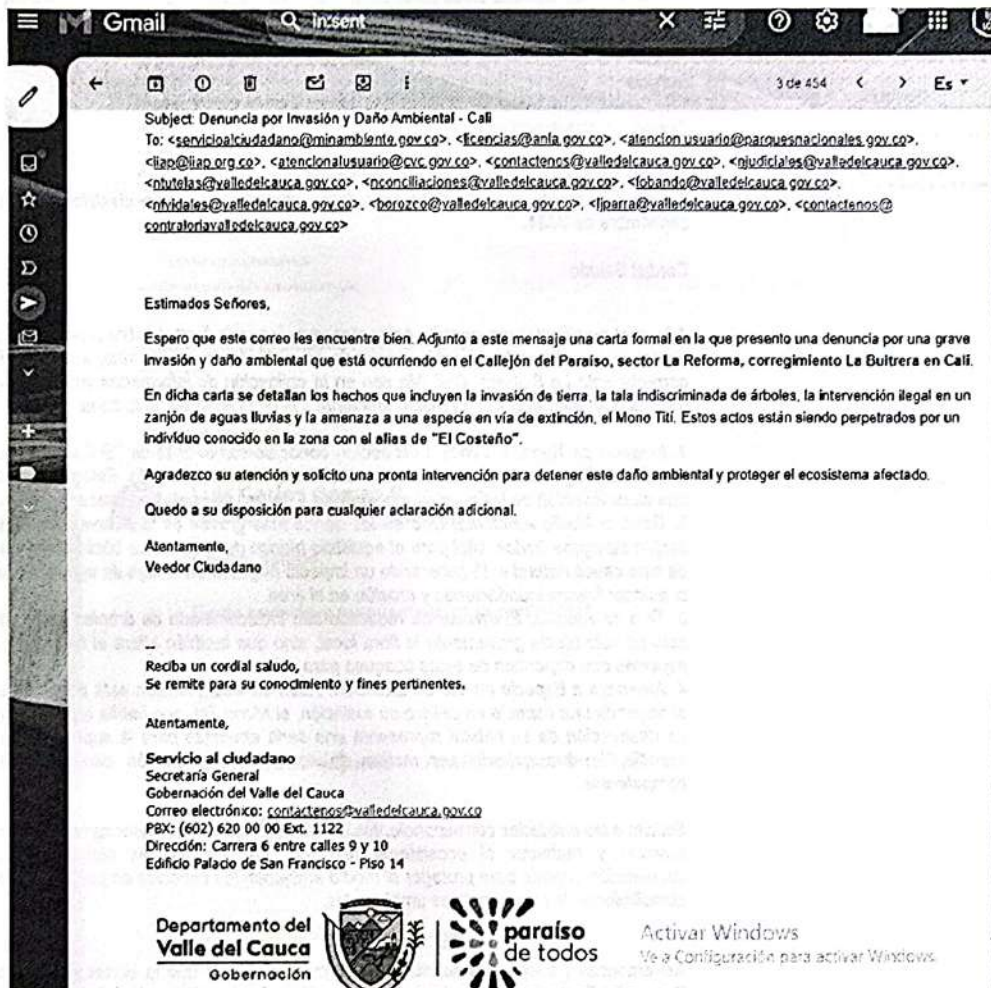 Gmail
in:sent
3 de 454
Es
Subject: Denuncia por Invasión y Daño Ambiental - Cali
To: <servicioalciudadano@minambiente.gov.co>, <licencias@anla.gov.co>, <atencion.usuario@parquesnacionales.gov.co>,
<iiap@iiap.org.co>, <atencionalusuario@cvc.gov.co>, <contactenos@valledelcauca.gov.co>, <njudiciales@valledelcauca.gov.co>,
<ntutelas@valledelcauca.gov.co>, <nconciliaciones@valledelcauca.gov.co>, <fobando@valledelcauca.gov.co>,
<nfvidales@valledelcauca.gov.co>, <borozco@valledelcauca.gov.co>, <ljparra@valledelcauca.gov.co>, <contactenos@
contraloriavalledelcauca.gov.co>
Estimados Señores,
Espero que este correo les encuentre bien. Adjunto a este mensaje una carta formal en la que presento una denuncia por una grave
invasión y daño ambiental que está ocurriendo en el Callejón del Paraíso, sector La Reforma, corregimiento La Buitrera en Cali.
En dicha carta se detallan los hechos que incluyen la invasión de tierra, la tala indiscriminada de árboles, la intervención ilegal en un
zanjón de aguas lluvias y la amenaza a una especie en vía de extinción, el Mono Tití. Estos actos están siendo perpetrados por un
individuo conocido en la zona con el alias de "El Costeño".
Agradezco su atención y solicito una pronta intervención para detener este daño ambiental y proteger el ecosistema afectado.
Quedo a su disposición para cualquier aclaración adicional.
Atentamente,
Veedor Ciudadano
--
Reciba un cordial saludo,
Se remite para su conocimiento y fines pertinentes.
Atentamente,
Servicio al ciudadano
Secretaría General
Gobernación del Valle del Cauca
Correo electrónico: contactenos@valledelcauca.gov.co
PBX: (602) 620 00 00 Ext. 1122
Dirección: Carrera 6 entre calles 9 y 10
Edificio Palacio de San Francisco - Piso 14
Departamento del
Valle del Cauca
Gobernación
paraíso
de todos
Activar Windows
Ve a Configuración para activar Windows.